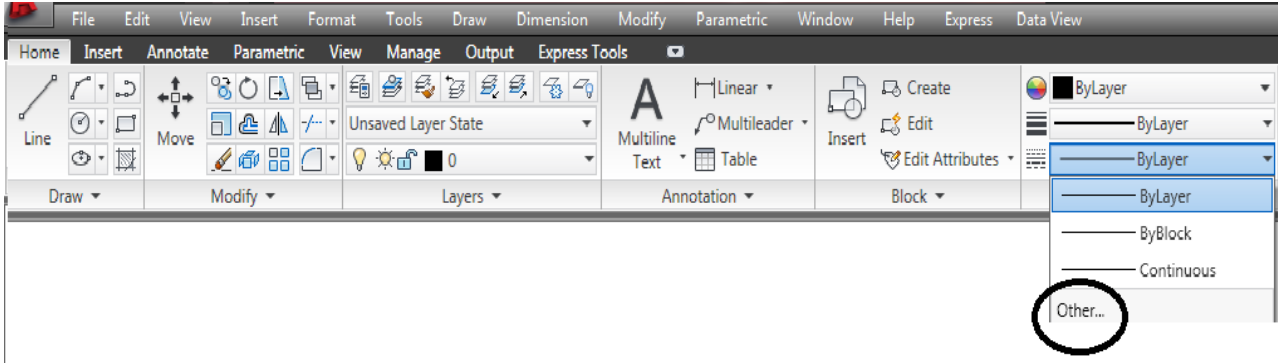 File Edit View Insert Format Tools Draw Dimension Modify Parametric Window Help Express Data View
Home Insert Annotate Parametric View Manage Output Express Tools
Line
Move
Unsaved Layer State
0
A
Multiline
Text
Linear
Multileader
Table
Insert
Create
Edit
Edit Attributes
ByLayer
ByLayer
ByLayer
Draw Modify Layers Annotation Block
ByLayer
ByBlock
Continuous
Other...